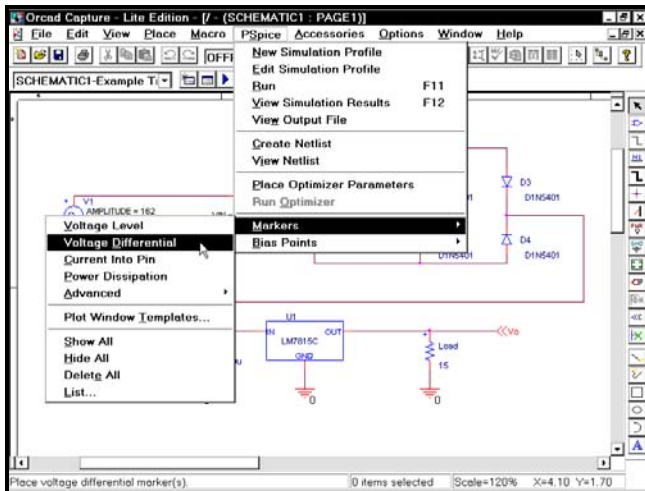 Orcad Capture - Lite Edition - [/ - (SCHEMATIC1 : PAGE1)]
File Edit View Place Macro PSpice Accessories Options Window Help
SCHEMATIC1-Example
New Simulation Profile
Edit Simulation Profile
Run F11
View Simulation Results F12
View Output File
Create Netlist
View Netlist
Place Optimizer Parameters
Run Optimizer
Markers
Bias Points
V1
AMPLITUDE = 162
D3
D1N5401
D4
D1N5401
D1N5401
Voltage Level
Voltage Differential
Current Into Pin
Power Dissipation
Advanced
Plot Window Templates...
Show All
Hide All
Delete All
List...
U1
IN OUT
LM7815C
GND
Load
15
Vo
0
0
Place voltage differential marker(s). 0 items selected Scale=120% X=4.10 Y=1.70